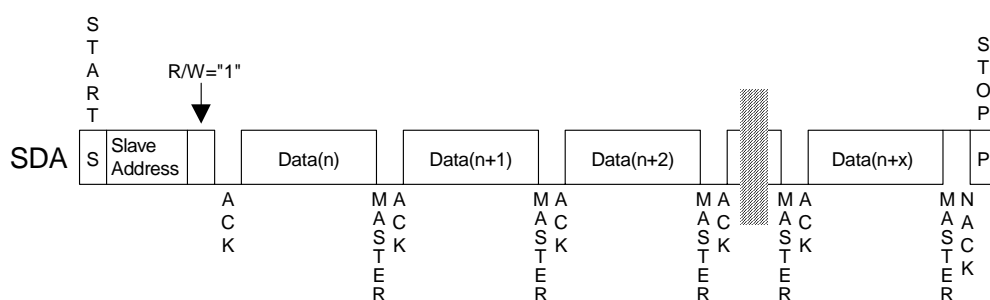 START
STOP
R/W="1"
SDA
S
Slave
Address
Data(n)
Data(n+1)
Data(n+2)
Data(n+x)
P
ACK
MASTER
ACK
MASTER
ACK
MASTER
ACK
MASTER
ACK
MASTER
NACK